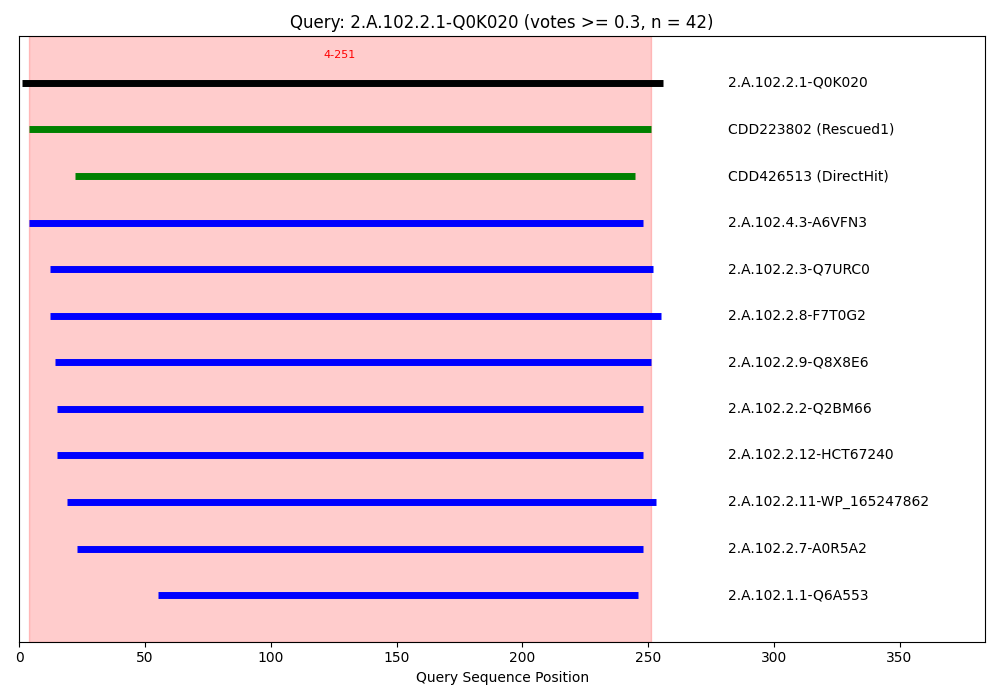 Query: 2.A.102.2.1-Q0K020 (votes >= 0.3, n = 42)
4-251
2.A.102.2.1-Q0K020
CDD223802 (Rescued1)
CDD426513 (DirectHit)
2.A.102.4.3-A6VFN3
2.A.102.2.3-Q7URC0
2.A.102.2.8-F7T0G2
2.A.102.2.9-Q8X8E6
2.A.102.2.2-Q2BM66
2.A.102.2.12-HCT67240
2.A.102.2.11-WP_165247862
2.A.102.2.7-A0R5A2
2.A.102.1.1-Q6A553
0 50 100 150 200 250 300 350
Query Sequence Position